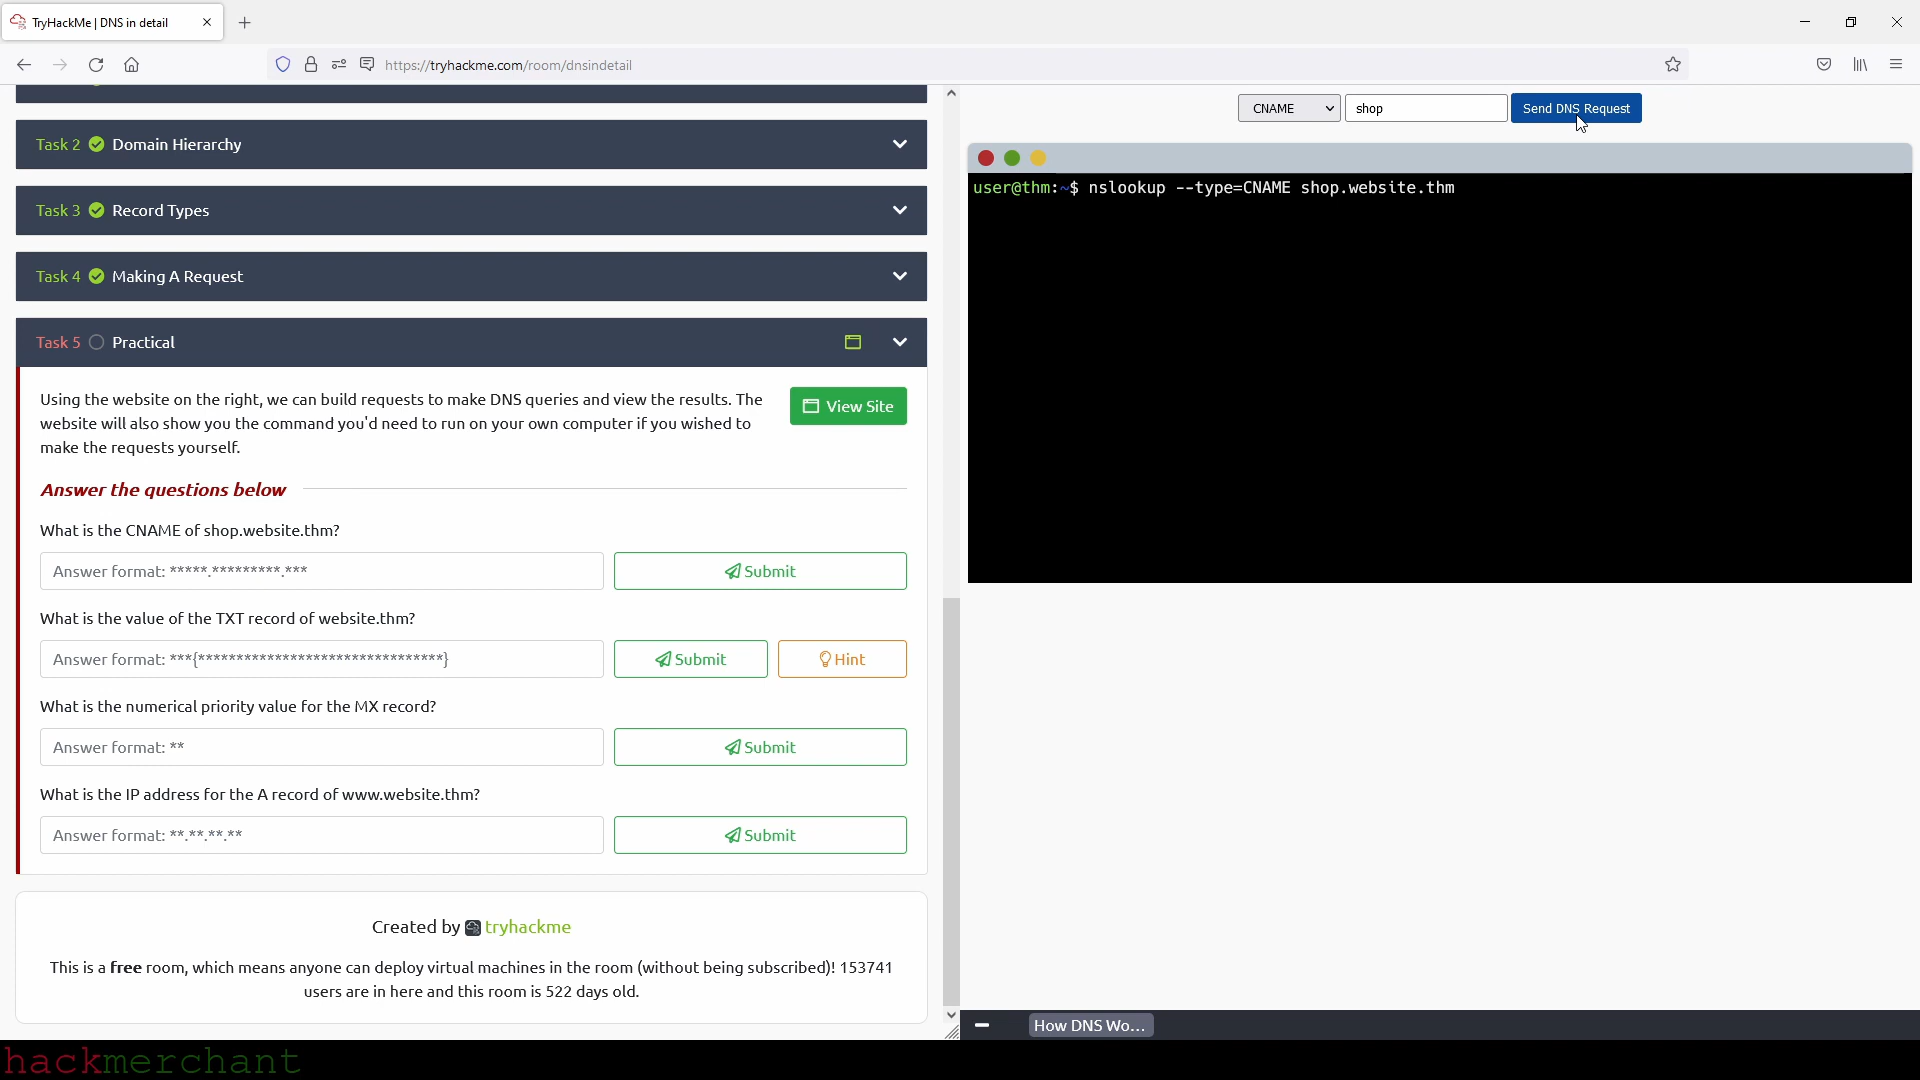 TryHackMe | DNS in detail
https://tryhackme.com/room/dnsindetail
Task 2 Domain Hierarchy
Task 3 Record Types
Task 4 Making A Request
Task 5 Practical
Using the website on the right, we can build requests to make DNS queries and view the results. The
website will also show you the command you'd need to run on your own computer if you wished to
make the requests yourself.
View Site
Answer the questions below
What is the CNAME of shop.website.thm?
Answer format: *****.*********.***
Submit
What is the value of the TXT record of website.thm?
Answer format: ***{********************************}
Submit
Hint
What is the numerical priority value for the MX record?
Answer format: **
Submit
What is the IP address for the A record of www.website.thm?
Answer format: **.**.**.**
Submit
Created by tryhackme
This is a free room, which means anyone can deploy virtual machines in the room (without being subscribed)! 153741
users are in here and this room is 522 days old.
CNAME
shop
Send DNS Request
user@thm:~$ nslookup --type=CNAME shop.website.thm
How DNS Wo...
hackmerchant